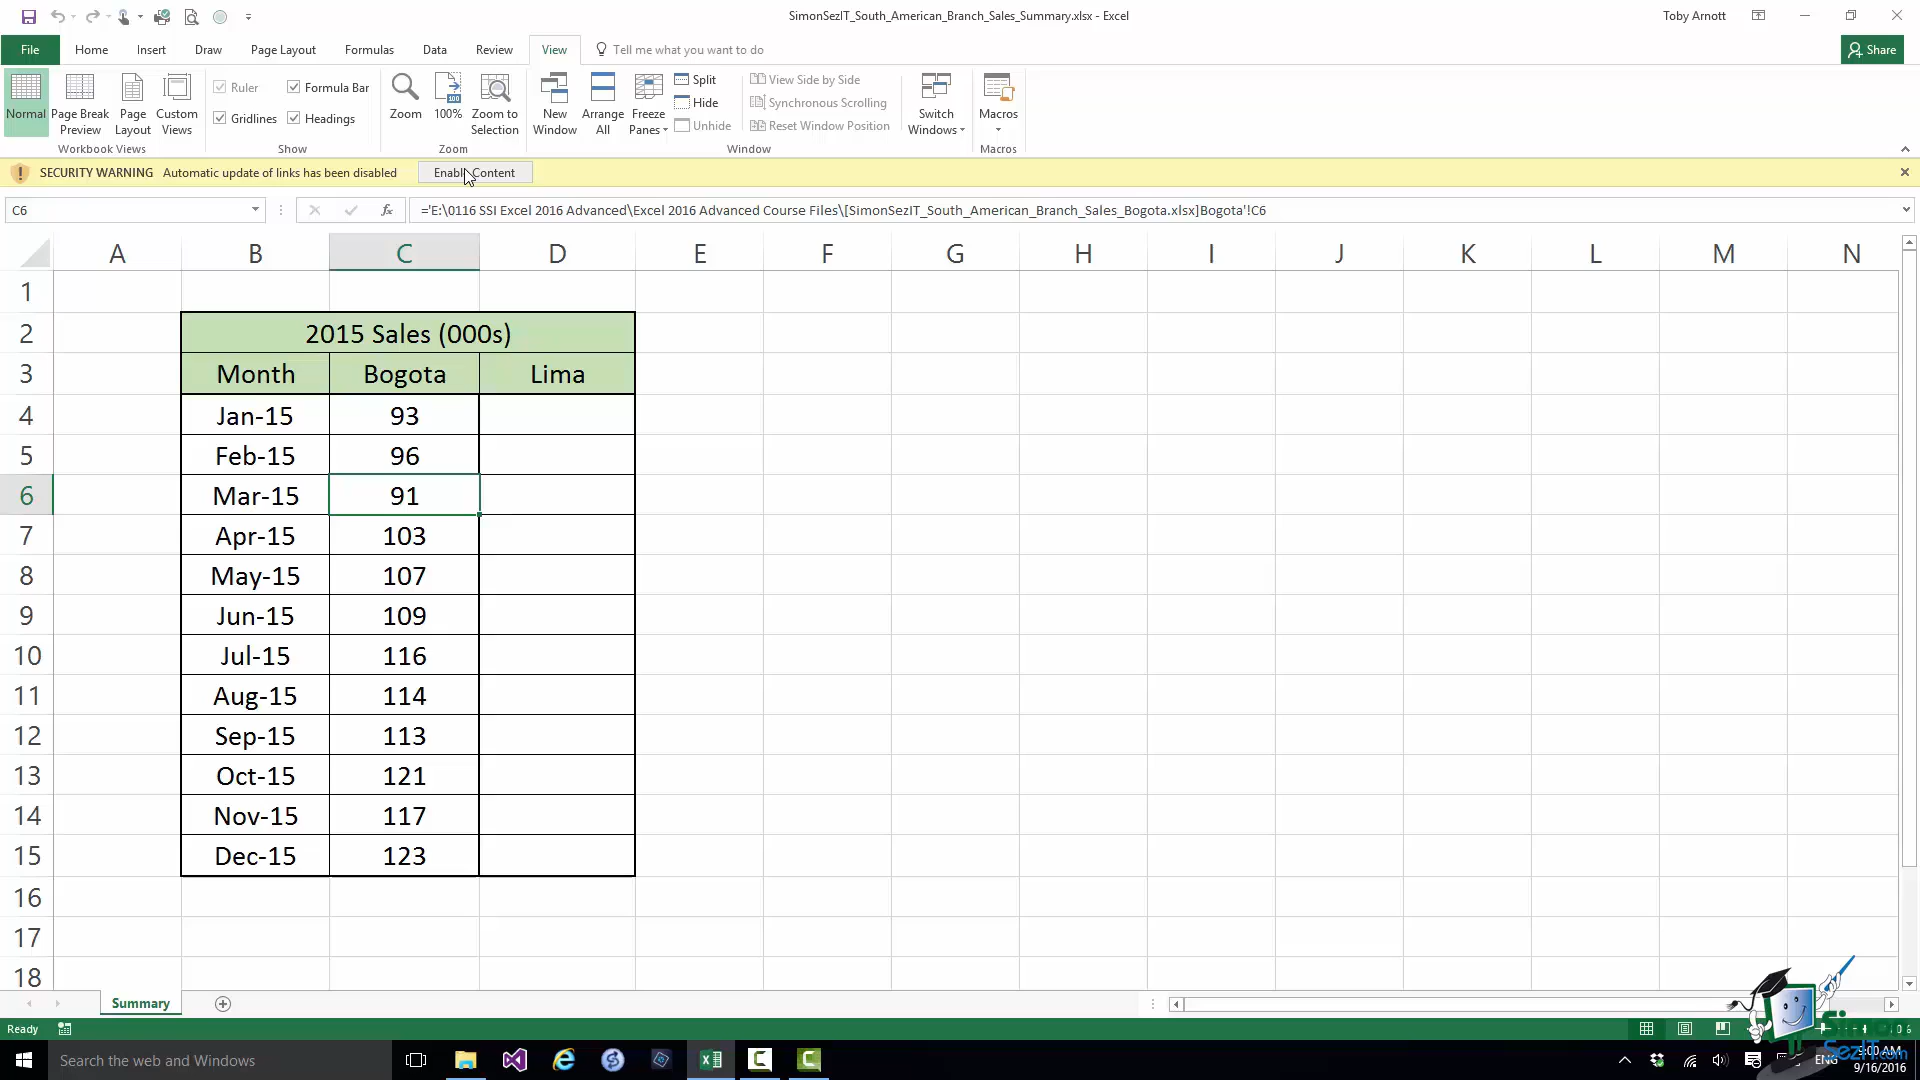 SimonSezIT_South_American_Branch_Sales_Summary.xlsx - Excel
Toby Arnott
File Home Insert Draw Page Layout Formulas Data Review View Tell me what you want to do Share
Normal
Page Break Preview
Page Layout
Custom Views
Workbook Views
Ruler
Formula Bar
Gridlines
Headings
Show
Zoom
100
100%
Zoom to Selection
Zoom
New Window
Arrange All
Freeze Panes
Split
Hide
Unhide
View Side by Side
Synchronous Scrolling
Reset Window Position
Switch Windows
Window
Macros
Macros
SECURITY WARNING Automatic update of links has been disabled Enable Content
C6 fx ='E:\0116 SSI Excel 2016 Advanced\Excel 2016 Advanced Course Files\[SimonSezIT_South_American_Branch_Sales_Bogota.xlsx]Bogota'!C6
A B C D E F G H I J K L M N
1
2 2015 Sales (000s)
3 Month Bogota Lima
4 Jan-15 93
5 Feb-15 96
6 Mar-15 91
7 Apr-15 103
8 May-15 107
9 Jun-15 109
10 Jul-15 116
11 Aug-15 114
12 Sep-15 113
13 Oct-15 121
14 Nov-15 117
15 Dec-15 123
16
17
18
Summary
Ready
Search the web and Windows
ENG
9:00 AM
9/16/2016
Simon
SezIT.com